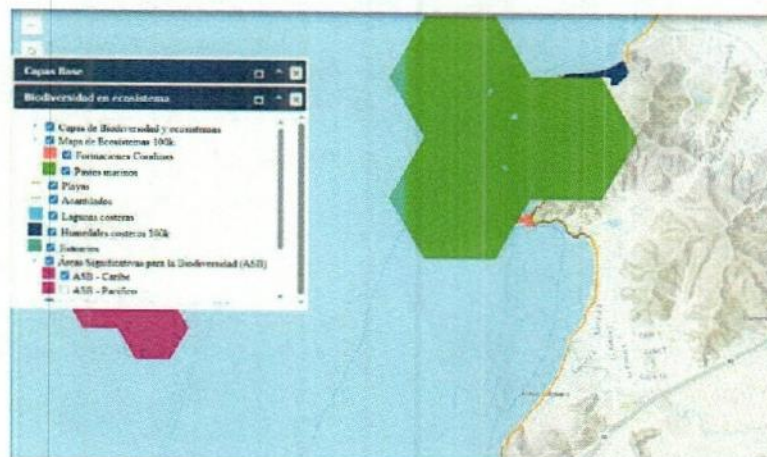 Capas Base
Biodiversidad en ecosistema
Capas de Biodiversidad y ecosistemas
Mapa de Ecosistemas 100k
Formaciones Coralinas
Pastos marinos
Playas
Acantilados
Lagunas costeras
Humedales costeros 100k
Estuarios
Áreas Significativas para la Biodiversidad (ASB)
ASB - Caribe
ASB - Pacífico